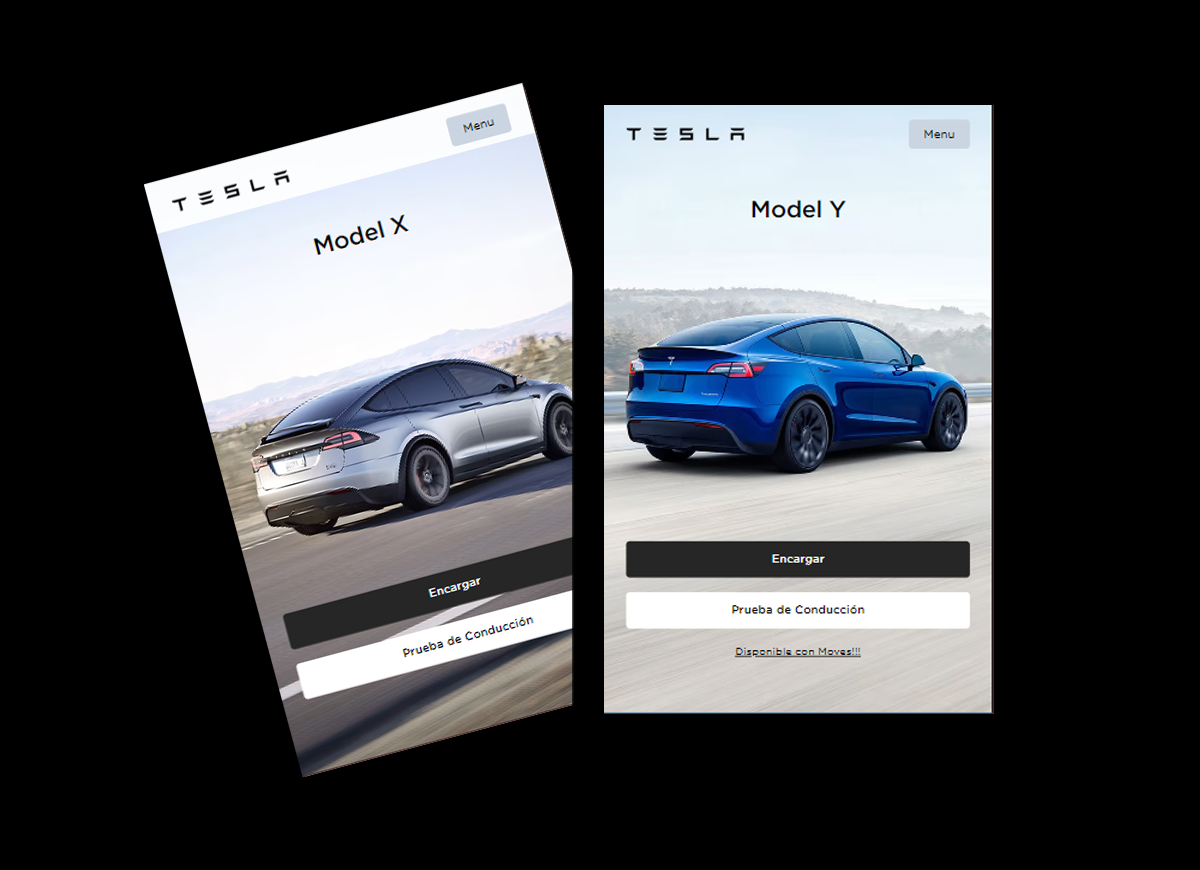 TESLA
Menu
Model X
Encargar
Prueba de Conducción
TESLA
Menu
Model Y
Encargar
Prueba de Conducción
Disponible con Moves!!!